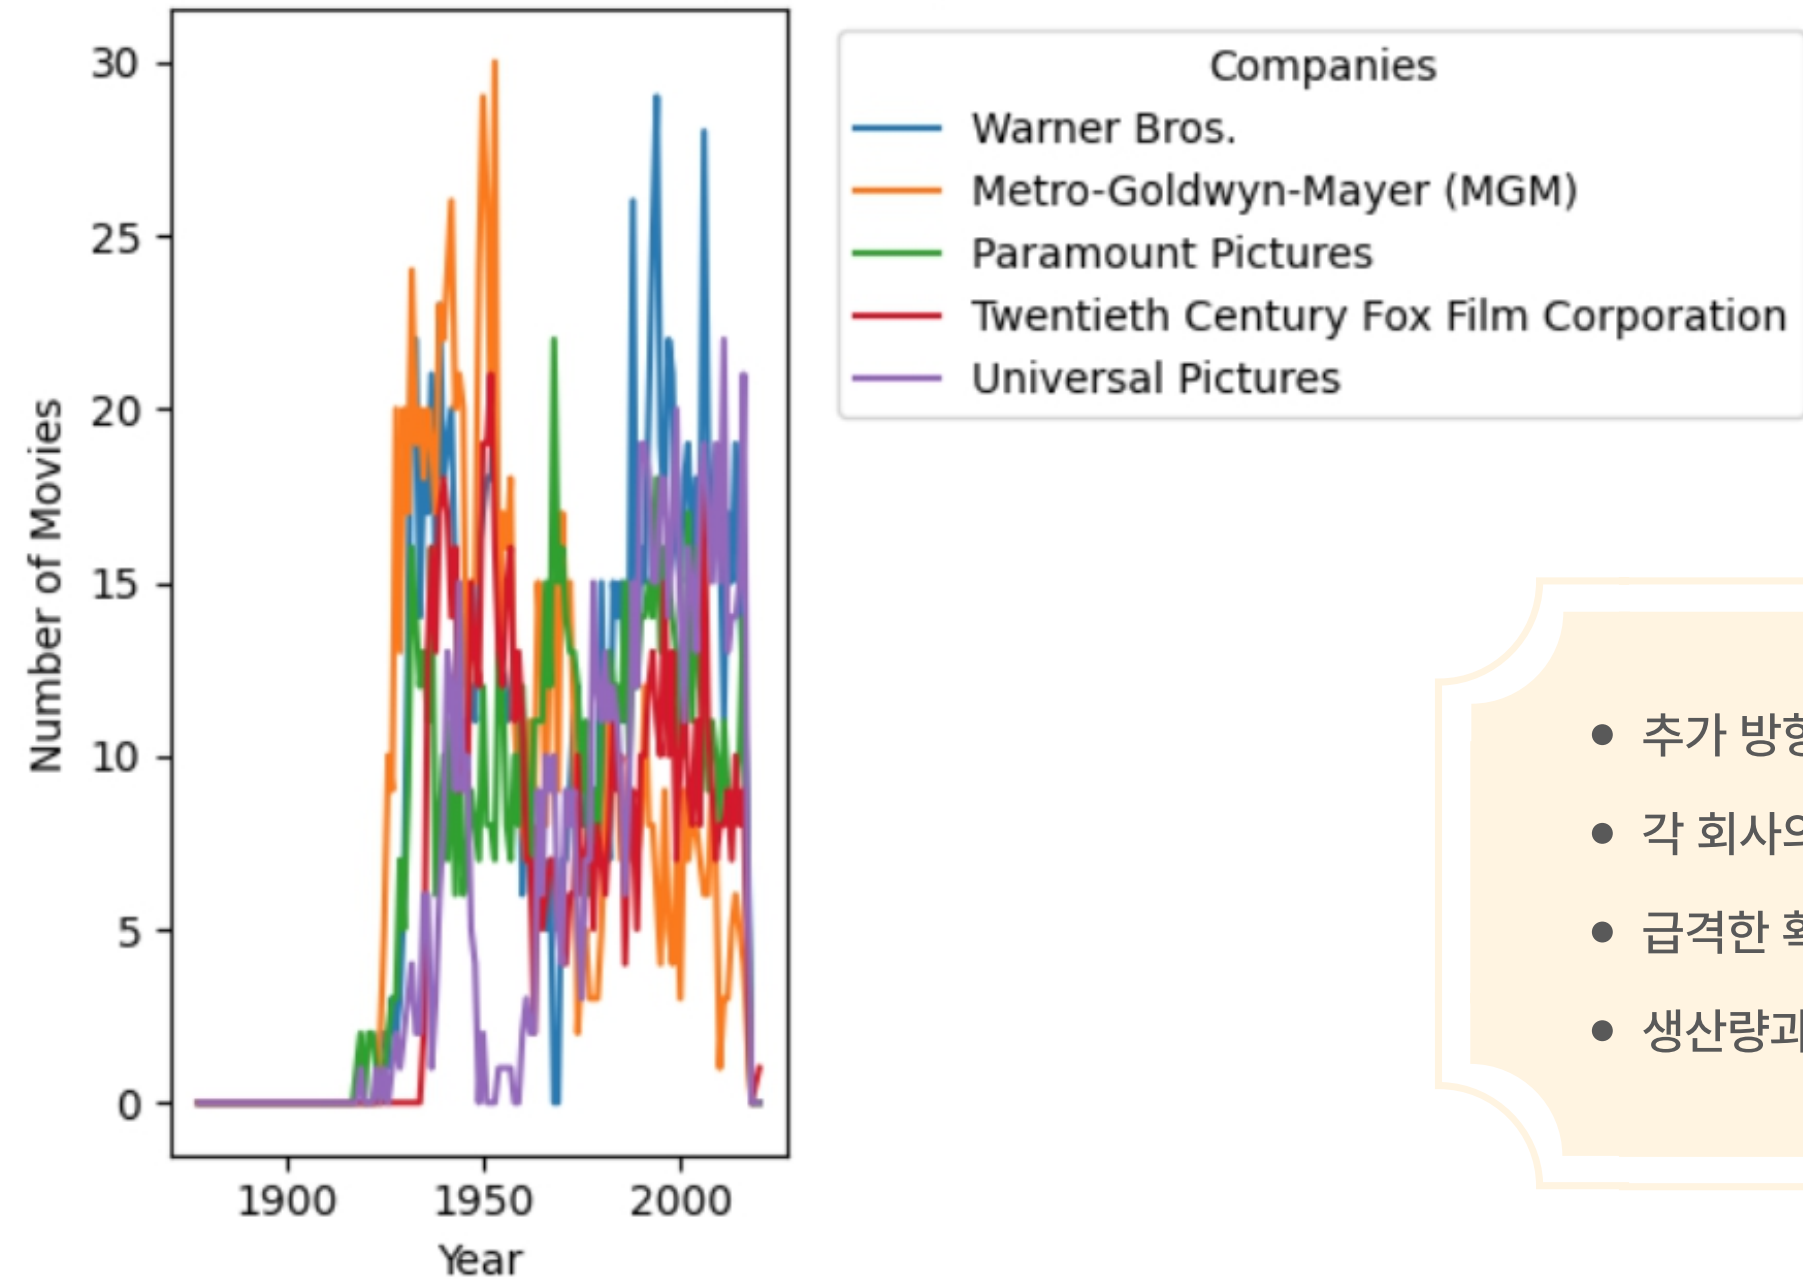 30
25
20
15
10
5
0
Number of Movies
1900 1950 2000
Year
Companies
Warner Bros.
Metro-Goldwyn-Mayer (MGM)
Paramount Pictures
Twentieth Century Fox Film Corporation
Universal Pictures
추가
각 회사의
급격한
생산량과